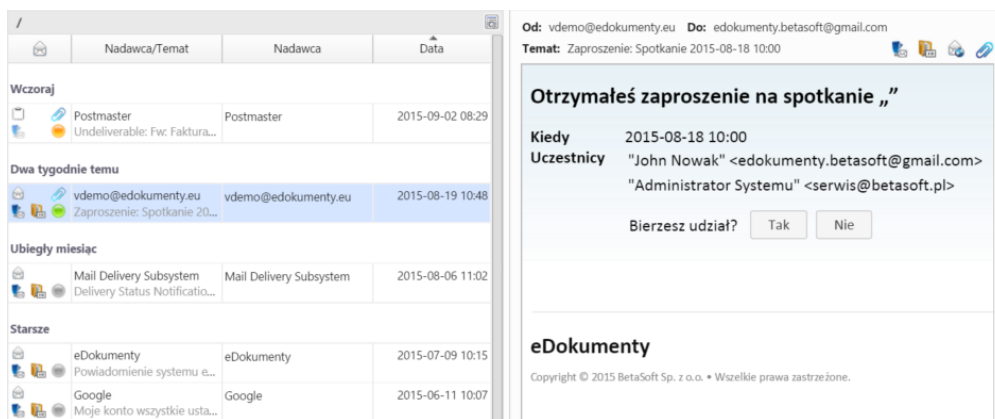 /
Nadawca/Temat Nadawca Data
Wczoraj
Postmaster Postmaster 2015-09-02 08:29
Undeliverable: Fw: Faktura...
Dwa tygodnie temu
vdemo@edokumenty.eu vdemo@edokumenty.eu 2015-08-19 10:48
Zaproszenie: Spotkanie 20...
Ubiegły miesiąc
Mail Delivery Subsystem Mail Delivery Subsystem 2015-08-06 11:02
Delivery Status Notificatio...
Starsze
eDokumenty eDokumenty 2015-07-09 10:15
Powiadomienie systemu e...
Google Google 2015-06-11 10:07
Moje konto wszystkie usta...
Od: vdemo@edokumenty.eu Do: edokumenty.betasoft@gmail.com
Temat: Zaproszenie: Spotkanie 2015-08-18 10:00
Otrzymałeś zaproszenie na spotkanie „”
Kiedy 2015-08-18 10:00
Uczestnicy "John Nowak" <edokumenty.betasoft@gmail.com>
"Administrator Systemu" <serwis@betasoft.pl>
Bierzesz udział? Tak Nie
eDokumenty
Copyright © 2015 BetaSoft Sp. z o.o. • Wszelkie prawa zastrzeżone.